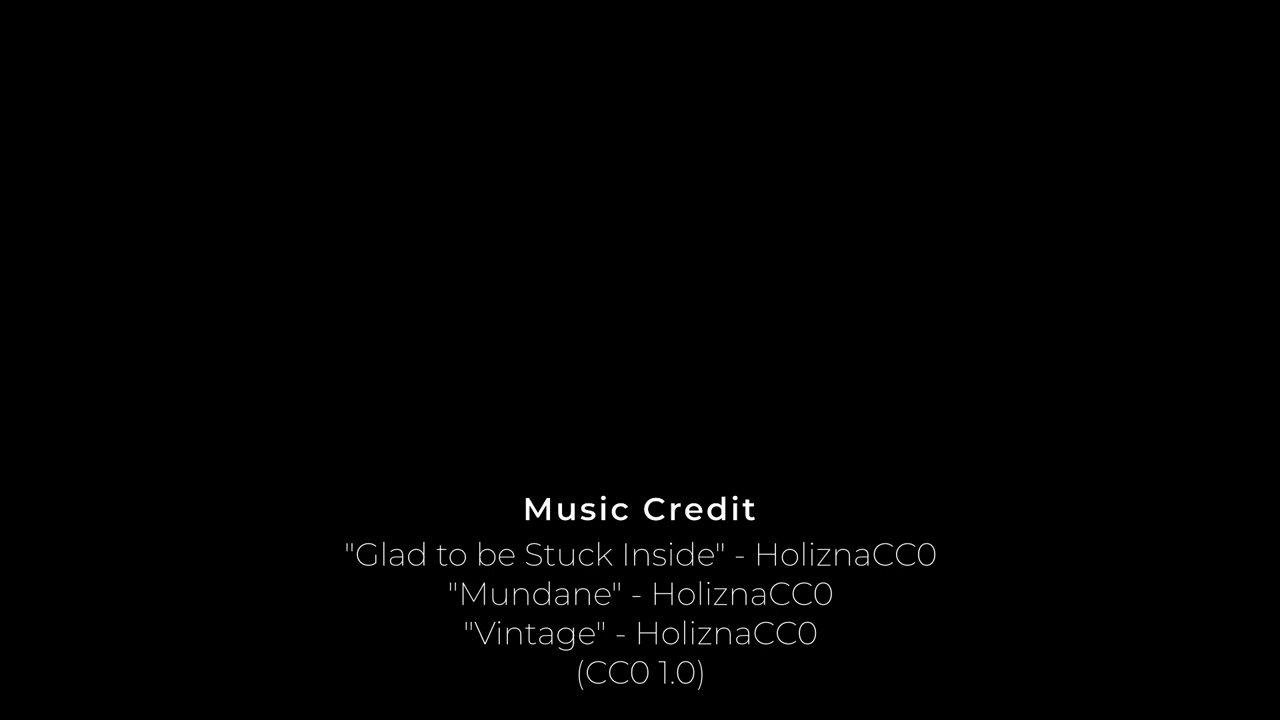 Music Credit
"Glad to be Stuck Inside" - HoliznaCC0
"Mundane" - HoliznaCC0
"Vintage" - HoliznaCC0
(CC0 1.0)